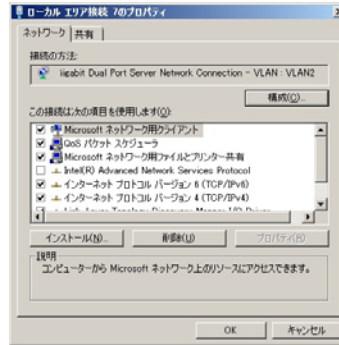 ローカル エリア接続 7のプロパティ
ネットワーク 共有
接続の方法:
iigabit Dual Port Server Network Connection - VLAN : VLAN2
構成(C)...
この接続は次の項目を使用します(O):
Microsoft ネットワーク用クライアント
QoS パケット スケジューラ
Microsoft ネットワーク用ファイルとプリンター共有
Intel(R) Advanced Network Services Protocol
インターネット プロトコル バージョン 6 (TCP/IPv6)
インターネット プロトコル バージョン 4 (TCP/IPv4)
インストール(N)...
削除(U)
プロパティ(R)
説明
コンピューターから Microsoft ネットワーク上のリソースにアクセスできます。
OK
キャンセル